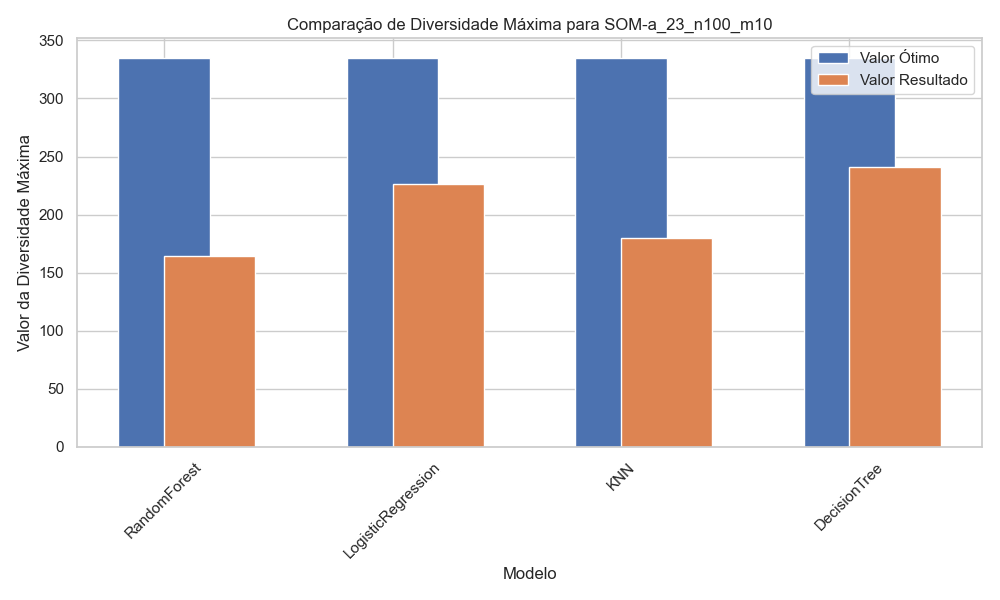 Comparação de Diversidade Máxima para SOM-a_23_n100_m10
Valor Ótimo
Valor Resultado
Valor da Diversidade Máxima
350
300
250
200
150
100
50
0
RandomForest
LogisticRegression
KNN
DecisionTree
Modelo